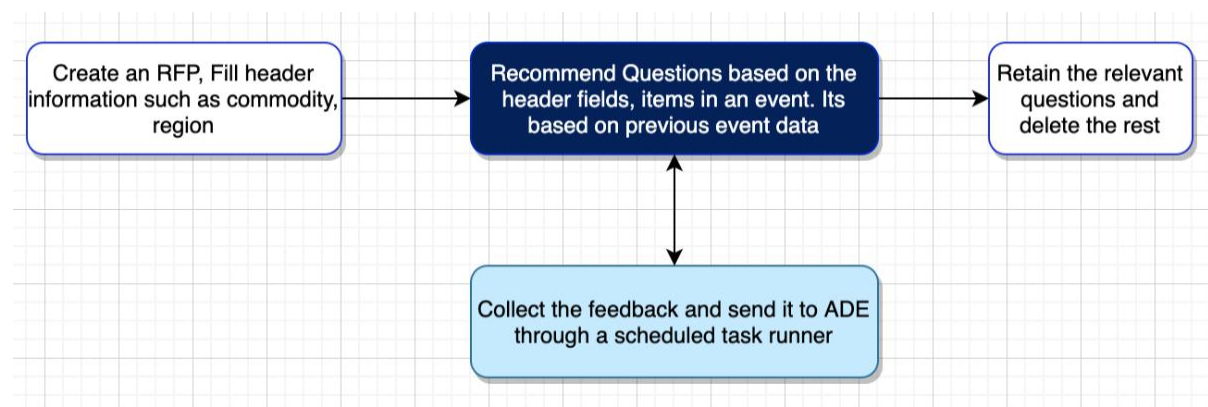 Create an RFP, Fill header
information such as commodity,
region
Recommend Questions based on the
header fields, items in an event. Its
based on previous event data
Retain the relevant
questions and
delete the rest
Collect the feedback and send it to ADE
through a scheduled task runner